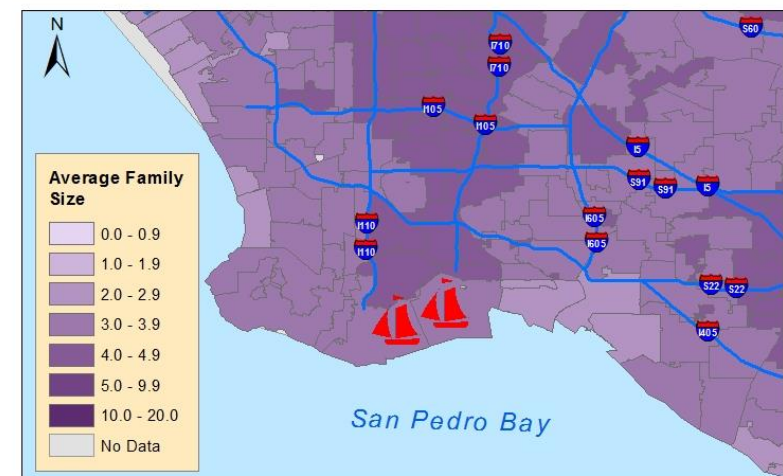 N
S60
I710
I710
I105
I105
I5
S91
S91
I5
I605
I110
I605
I110
S22
S22
I405
Average Family
Size
0.0 - 0.9
1.0 - 1.9
2.0 - 2.9
3.0 - 3.9
4.0 - 4.9
5.0 - 9.9
10.0 - 20.0
No Data
San Pedro Bay